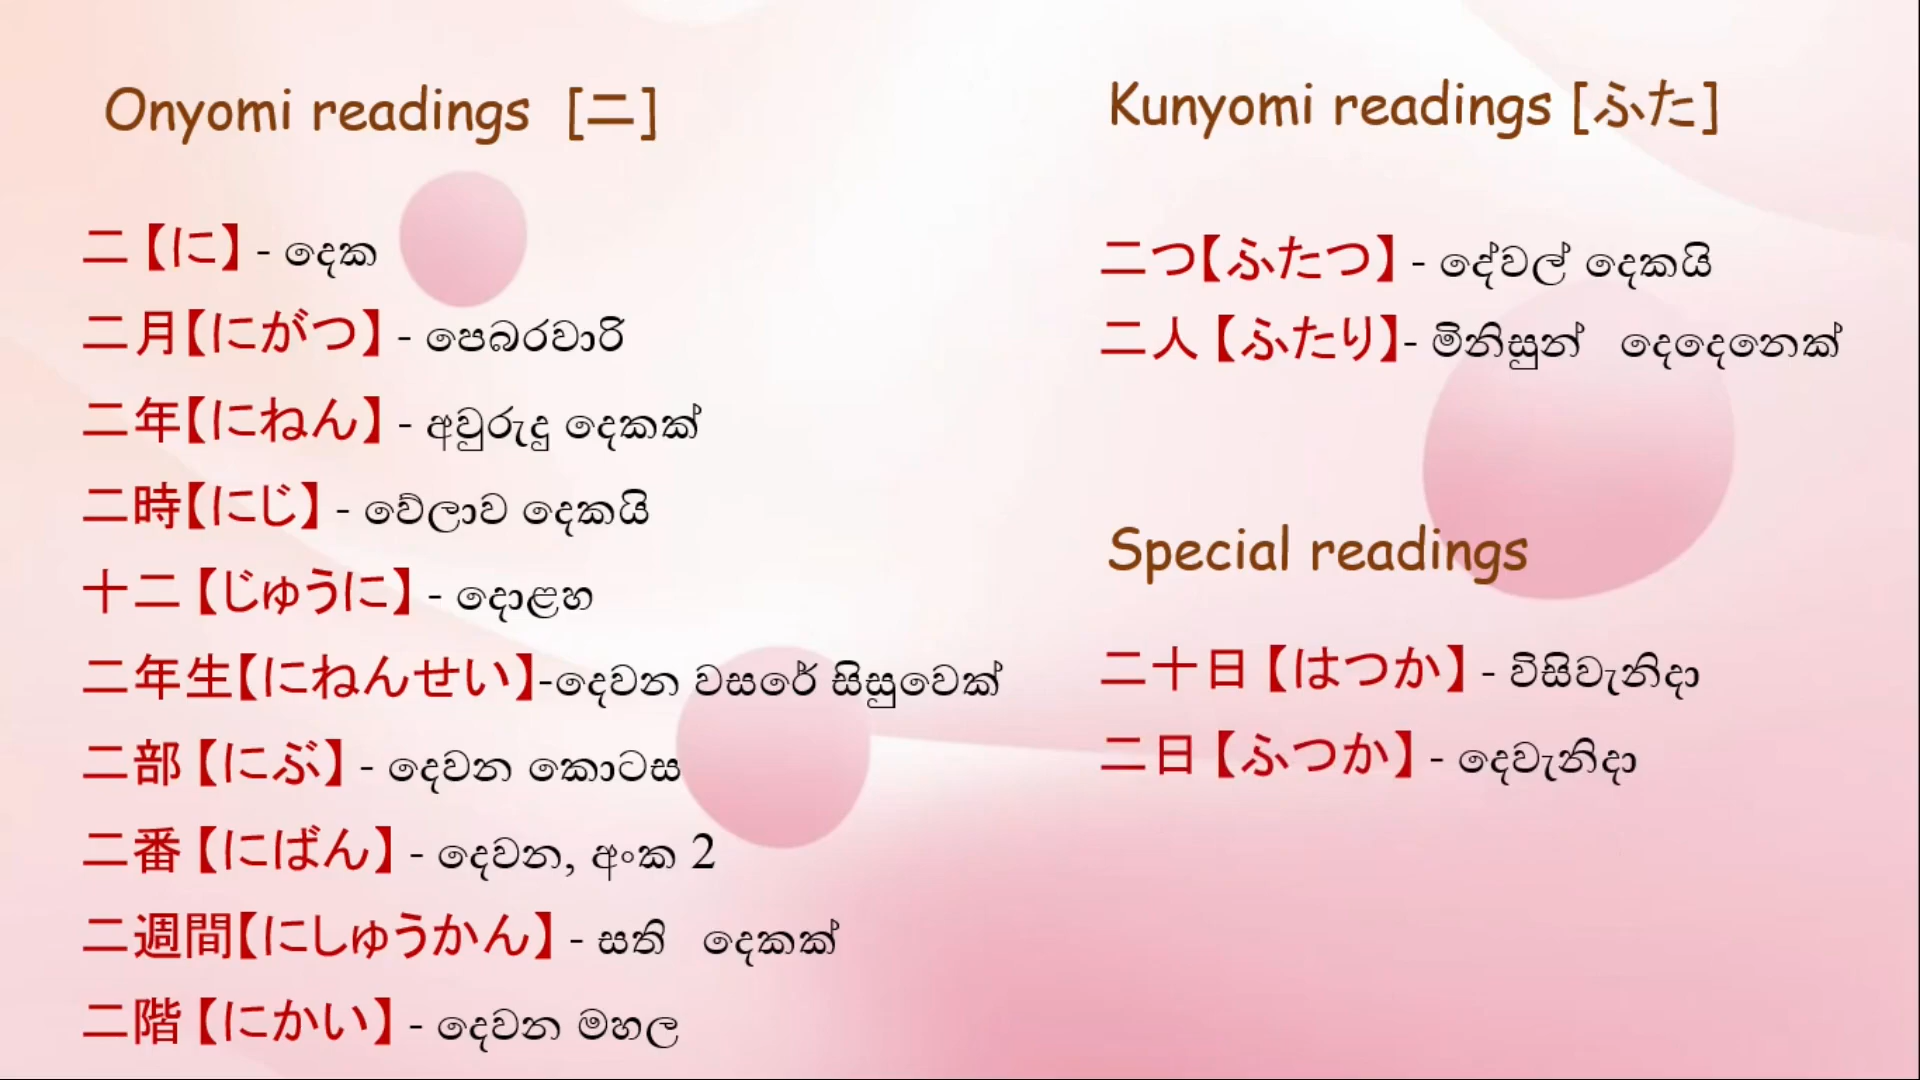 Onyomi readings [ニ]
二【に】 - දෙක
二月【にがつ】 - පෙබරවාරි
二年【にねん】 - අවුරුදු දෙකක්
二時【にじ】 - වේලාව දෙකයි
十二【じゅうに】 - දොළහ
二年生【にねんせい】-දෙවන වසරේ සිසුවෙක්
二部【にぶ】 - දෙවන කොටස
二番【にばん】 - දෙවන, අංක 2
二週間【にしゅうかん】 - සති දෙකක්
二階【にかい】 - දෙවන මහල
Kunyomi readings [ふた]
二つ【ふたつ】 - දේවල් දෙකයි
二人【ふたり】- මිනිසුන් දෙදෙනෙක්
Special readings
二十日【はつか】 - විසිවැනිදා
二日【ふつか】 - දෙවැනිදා